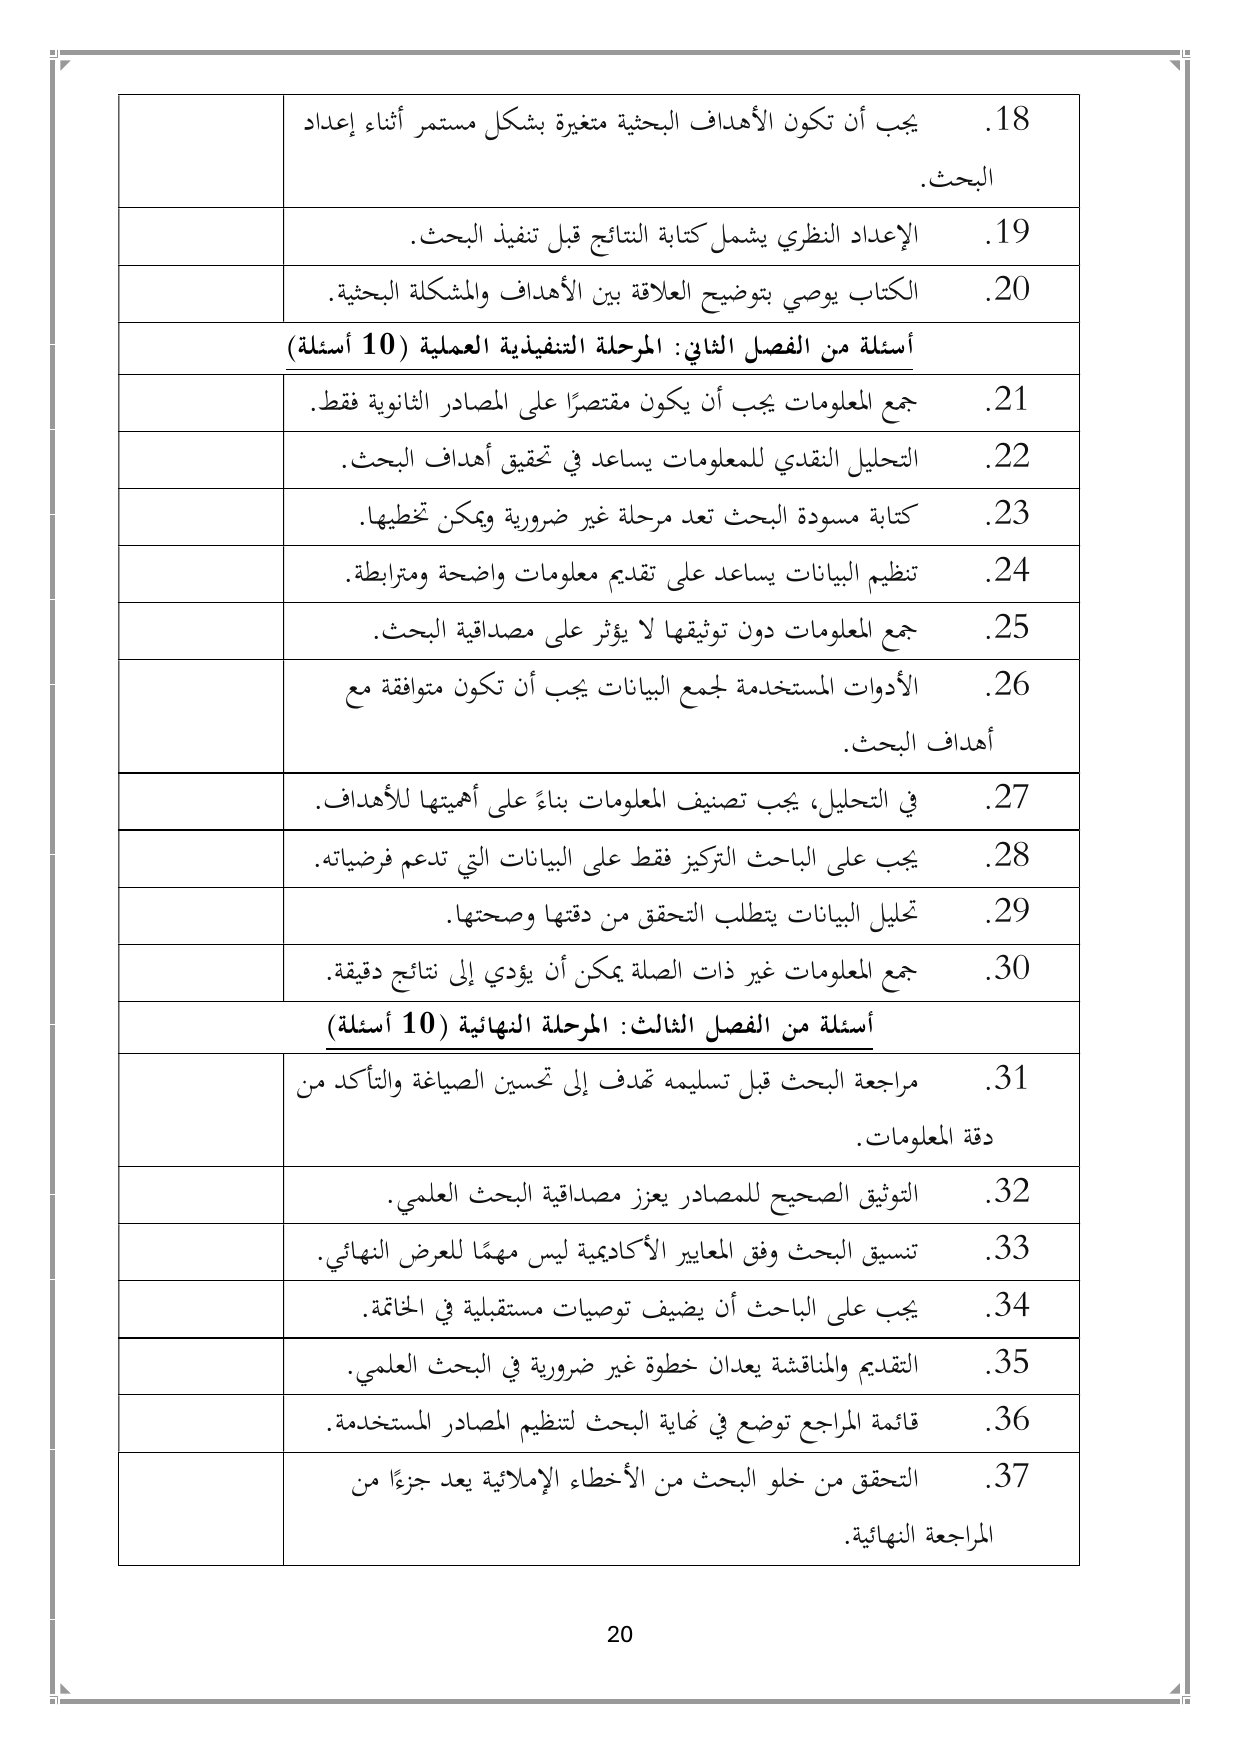 18. يجب أن تكون الأهداف البحثية متغيرة بشكل مستمر أثناء إعداد
البحث.
19. الإعداد النظري يشمل كتابة النتائج قبل تنفيذ البحث.
20. الكتاب يوصي بتوضيح العلاقة بين الأهداف والمشكلة البحثية.
أسئلة من الفصل الثاني: المرحلة التنفيذية العملية (10 أسئلة)
21. جمع المعلومات يجب أن يكون مقتصرًا على المصادر الثانوية فقط.
22. التحليل النقدي للمعلومات يساعد في تحقيق أهداف البحث.
23. كتابة مسودة البحث تعد مرحلة غير ضرورية ويمكن تخطيها.
24. تنظيم البيانات يساعد على تقديم معلومات واضحة ومترابطة.
25. جمع المعلومات دون توثيقها لا يؤثر على مصداقية البحث.
26. الأدوات المستخدمة لجمع البيانات يجب أن تكون متوافقة مع
أهداف البحث.
27. في التحليل، يجب تصنيف المعلومات بناءً على أهميتها للأهداف.
28. يجب على الباحث التركيز فقط على البيانات التي تدعم فرضياته.
29. تحليل البيانات يتطلب التحقق من دقتها وصحتها.
30. جمع المعلومات غير ذات الصلة يمكن أن يؤدي إلى نتائج دقيقة.
أسئلة من الفصل الثالث: المرحلة النهائية (10 أسئلة)
31. مراجعة البحث قبل تسليمه تهدف إلى تحسين الصياغة والتأكد من
دقة المعلومات.
32. التوثيق الصحيح للمصادر يعزز مصداقية البحث العلمي.
33. تنسيق البحث وفق المعايير الأكاديمية ليس مهمًا للعرض النهائي.
34. يجب على الباحث أن يضيف توصيات مستقبلية في الخاتمة.
35. التقديم والمناقشة يعدان خطوة غير ضرورية في البحث العلمي.
36. قائمة المراجع توضع في نهاية البحث لتنظيم المصادر المستخدمة.
37. التحقق من خلو البحث من الأخطاء الإملائية يعد جزءًا من
المراجعة النهائية.
20